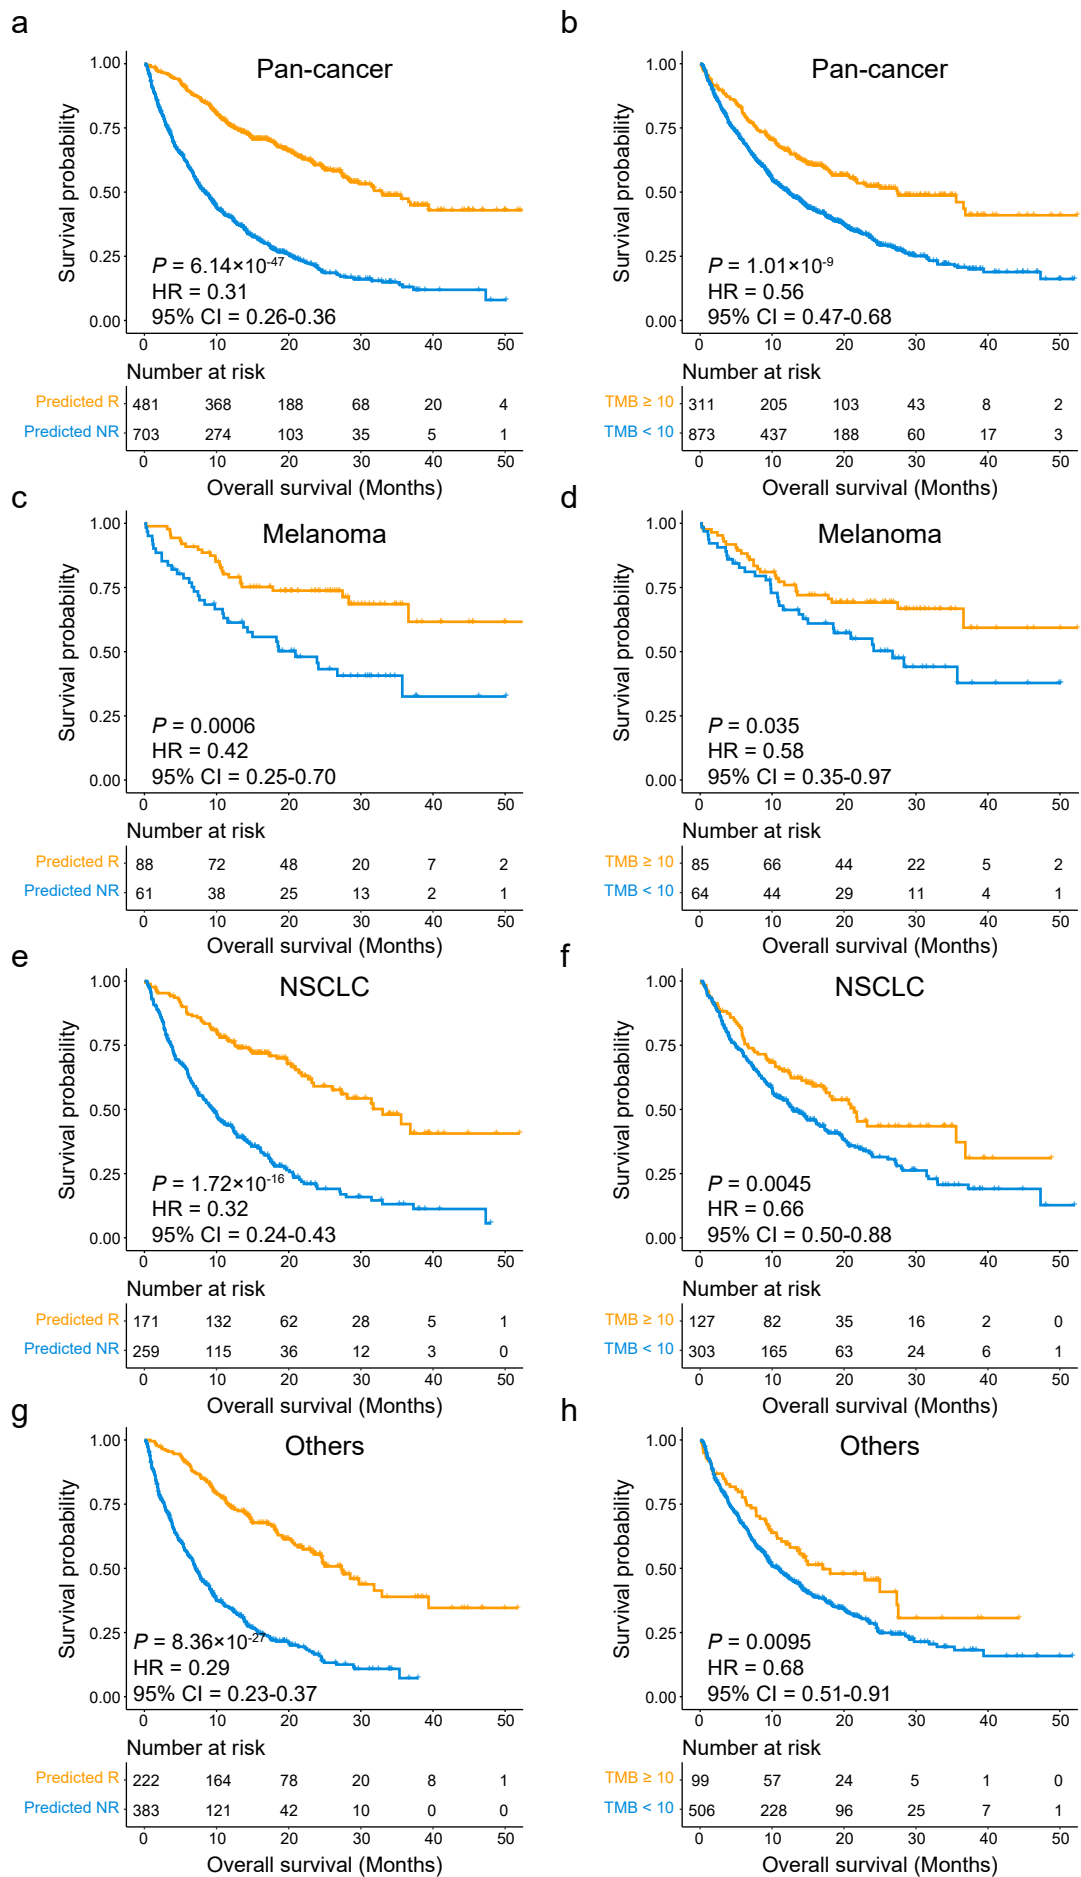 a
Pan-cancer
Survival probability
1.00
0.75
0.50
0.25
0.00
P = 6.14×10-47
HR = 0.31
95% CI = 0.26-0.36
0 10 20 30 40 50
Number at risk
Predicted R 481 368 188 68 20 4
Predicted NR 703 274 103 35 5 1
0 10 20 30 40 50
Overall survival (Months)
b
Pan-cancer
Survival probability
1.00
0.75
0.50
0.25
0.00
P = 1.01×10-9
HR = 0.56
95% CI = 0.47-0.68
0 10 20 30 40 50
Number at risk
TMB ≥ 10 311 205 103 43 8 2
TMB < 10 873 437 188 60 17 3
0 10 20 30 40 50
Overall survival (Months)
c
Melanoma
Survival probability
1.00
0.75
0.50
0.25
0.00
P = 0.0006
HR = 0.42
95% CI = 0.25-0.70
0 10 20 30 40 50
Number at risk
Predicted R 88 72 48 20 7 2
Predicted NR 61 38 25 13 2 1
0 10 20 30 40 50
Overall survival (Months)
d
Melanoma
Survival probability
1.00
0.75
0.50
0.25
0.00
P = 0.035
HR = 0.58
95% CI = 0.35-0.97
0 10 20 30 40 50
Number at risk
TMB ≥ 10 85 66 44 22 5 2
TMB < 10 64 44 29 11 4 1
0 10 20 30 40 50
Overall survival (Months)
e
NSCLC
Survival probability
1.00
0.75
0.50
0.25
0.00
P = 1.72×10-16
HR = 0.32
95% CI = 0.24-0.43
0 10 20 30 40 50
Number at risk
Predicted R 171 132 62 28 5 1
Predicted NR 259 115 36 12 3 0
0 10 20 30 40 50
Overall survival (Months)
f
NSCLC
Survival probability
1.00
0.75
0.50
0.25
0.00
P = 0.0045
HR = 0.66
95% CI = 0.50-0.88
0 10 20 30 40 50
Number at risk
TMB ≥ 10 127 82 35 16 2 0
TMB < 10 303 165 63 24 6 1
0 10 20 30 40 50
Overall survival (Months)
g
Others
Survival probability
1.00
0.75
0.50
0.25
0.00
P = 8.36×10-27
HR = 0.29
95% CI = 0.23-0.37
0 10 20 30 40 50
Number at risk
Predicted R 222 164 78 20 8 1
Predicted NR 383 121 42 10 0 0
0 10 20 30 40 50
Overall survival (Months)
h
Others
Survival probability
1.00
0.75
0.50
0.25
0.00
P = 0.0095
HR = 0.68
95% CI = 0.51-0.91
0 10 20 30 40 50
Number at risk
TMB ≥ 10 99 57 24 5 1 0
TMB < 10 506 228 96 25 7 1
0 10 20 30 40 50
Overall survival (Months)